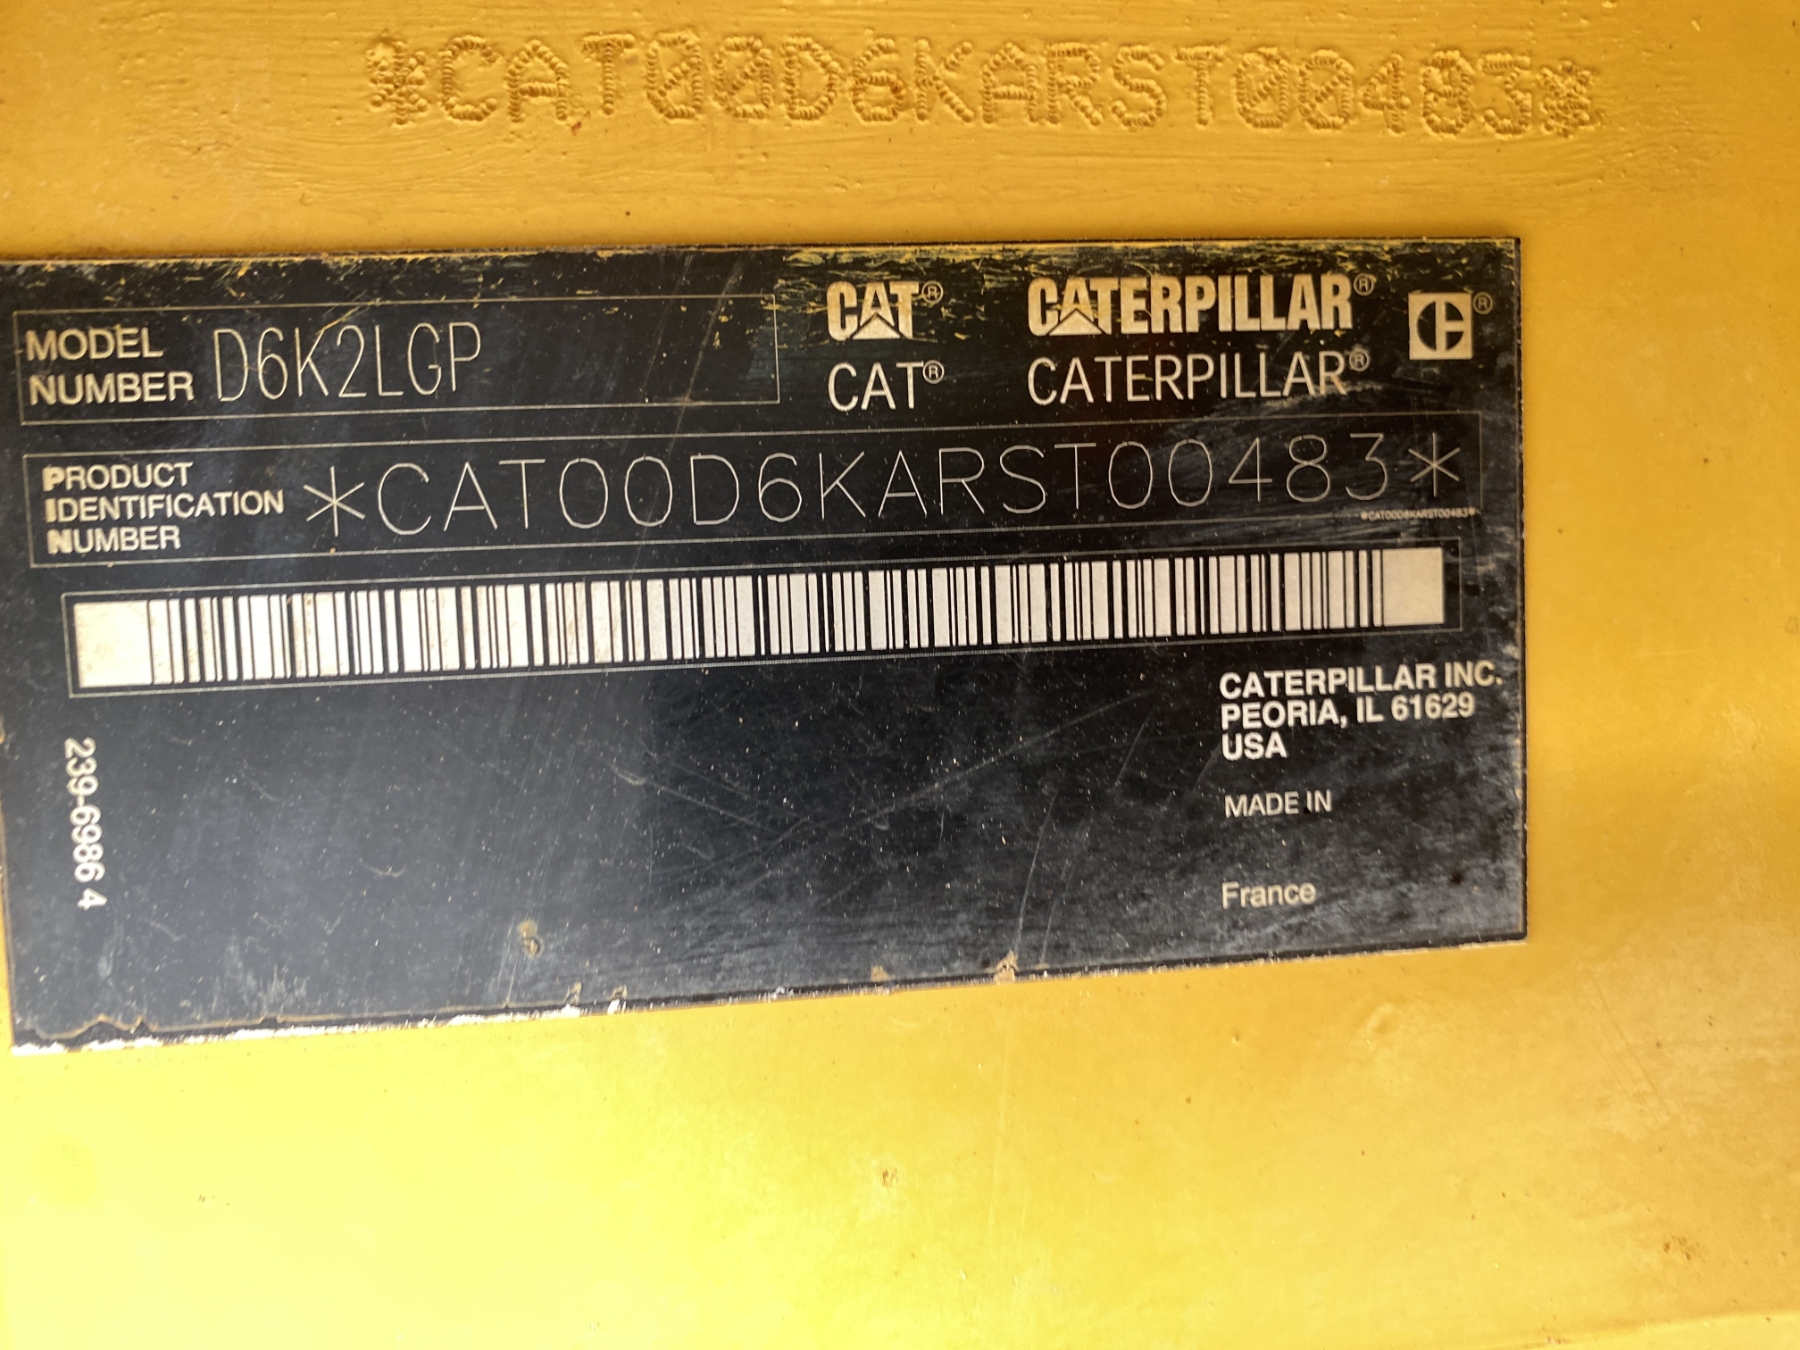 *CAT00D6KARST00483*
MODEL NUMBER D6K2LGP
CAT® CATERPILLAR® ®
CAT® CATERPILLAR®
PRODUCT IDENTIFICATION NUMBER *CAT00D6KARST00483*
*CAT00D6KARST00483*
CATERPILLAR INC.
PEORIA, IL 61629
USA
MADE IN
France
239-6986 4